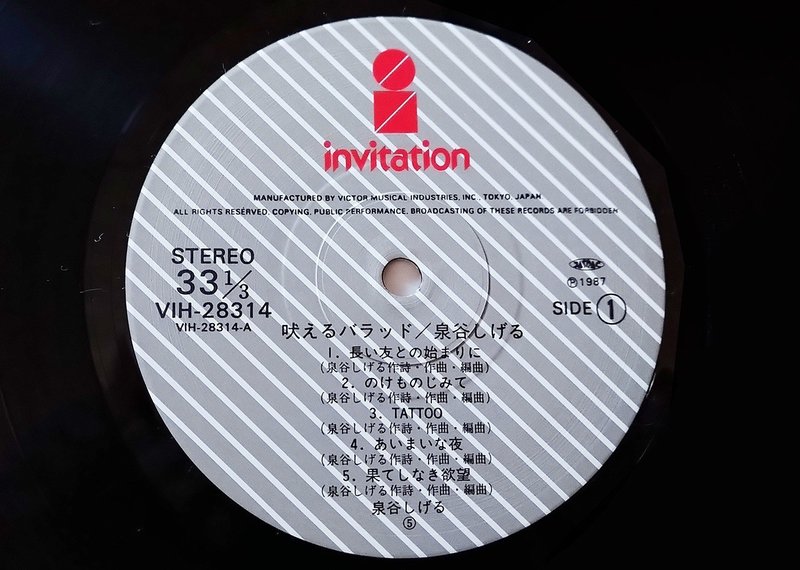 invitation
MANUFACTURED BY VICTOR MUSICAL INDUSTRIES, INC., TOKYO, JAPAN
ALL RIGHTS RESERVED. COPYING, PUBLIC PERFORMANCE, BROADCASTING OF THESE RECORDS ARE FORBIDDEN
STEREO
33 1/3
VIH-28314
VIH-28314-A
Ⓟ1987
SIDE ①
吠えるバラッド／泉谷しげる
1. 長い友との始まりに
(泉谷しげる作詩・作曲・編曲)
2. のけものじみて
(泉谷しげる作詩・作曲・編曲)
3. TATTOO
(泉谷しげる作詩・作曲・編曲)
4. あいまいな夜
(泉谷しげる作詩・作曲・編曲)
5. 果てしなき欲望
(泉谷しげる作詩・作曲・編曲)
泉谷しげる
⑤